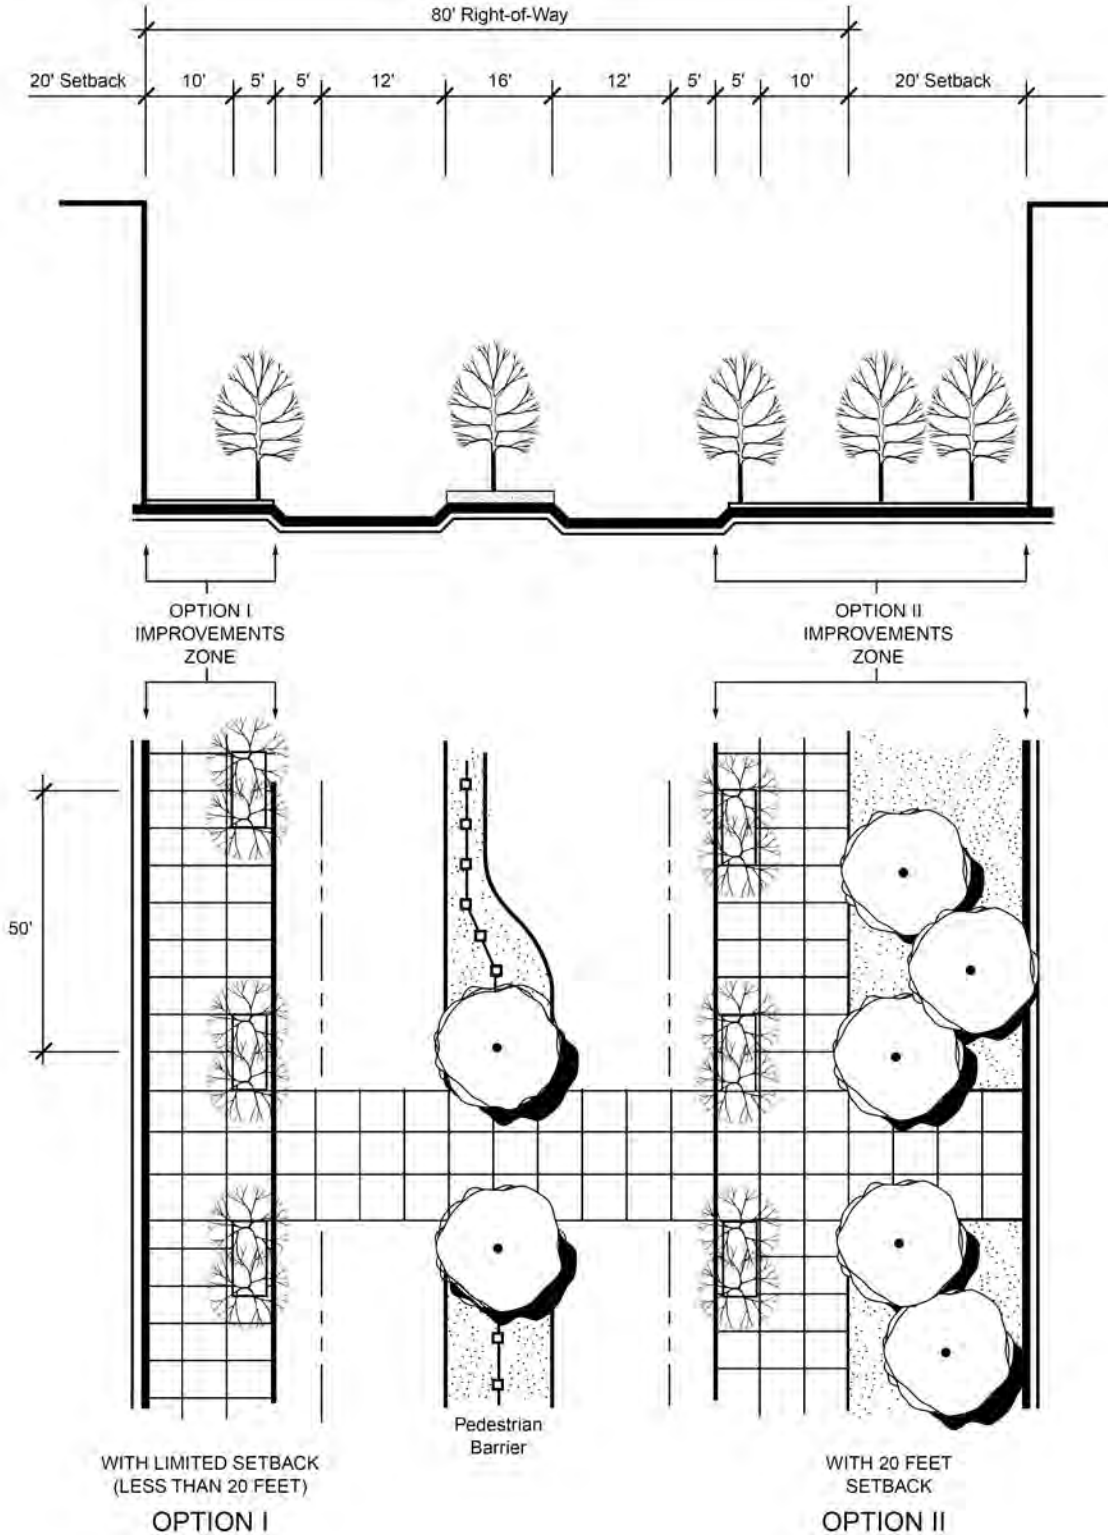 80' Right-of-Way
20' Setback 10' 5' 5' 12' 16' 12' 5' 5' 10' 20' Setback
OPTION I
IMPROVEMENTS
ZONE
OPTION II
IMPROVEMENTS
ZONE
50'
Pedestrian
Barrier
WITH LIMITED SETBACK
(LESS THAN 20 FEET)
OPTION I
WITH 20 FEET
SETBACK
OPTION II